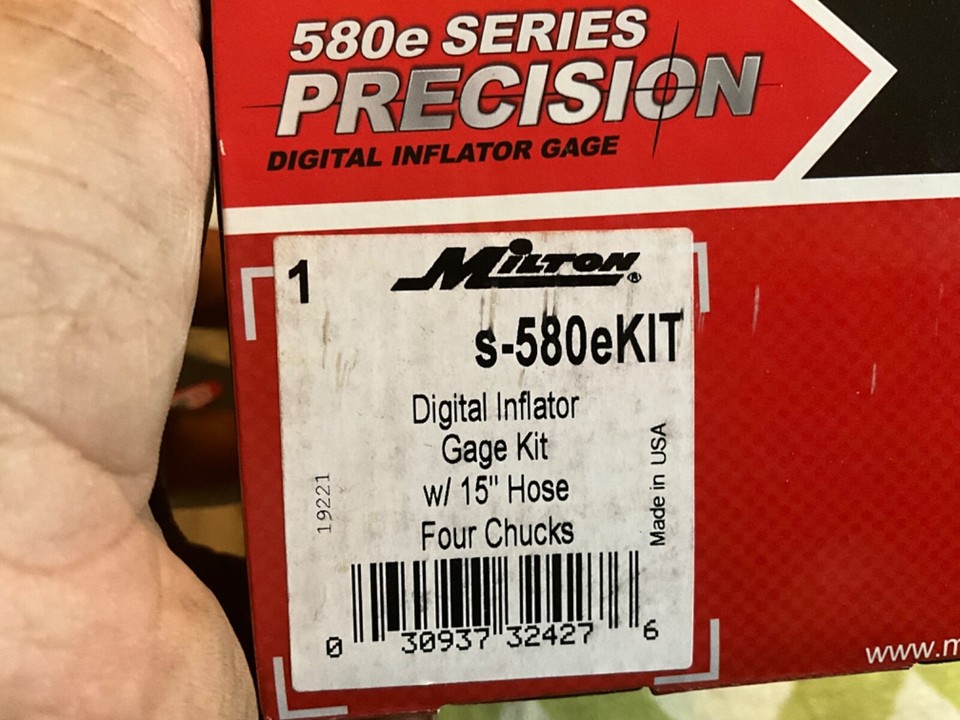 580e SERIES
PRECISION
DIGITAL INFLATOR GAGE
1
MILTON®
s-580eKIT
Digital Inflator
Gage Kit
w/ 15" Hose
Four Chucks
19221
Made in USA
0 30937 32427 6
www.m